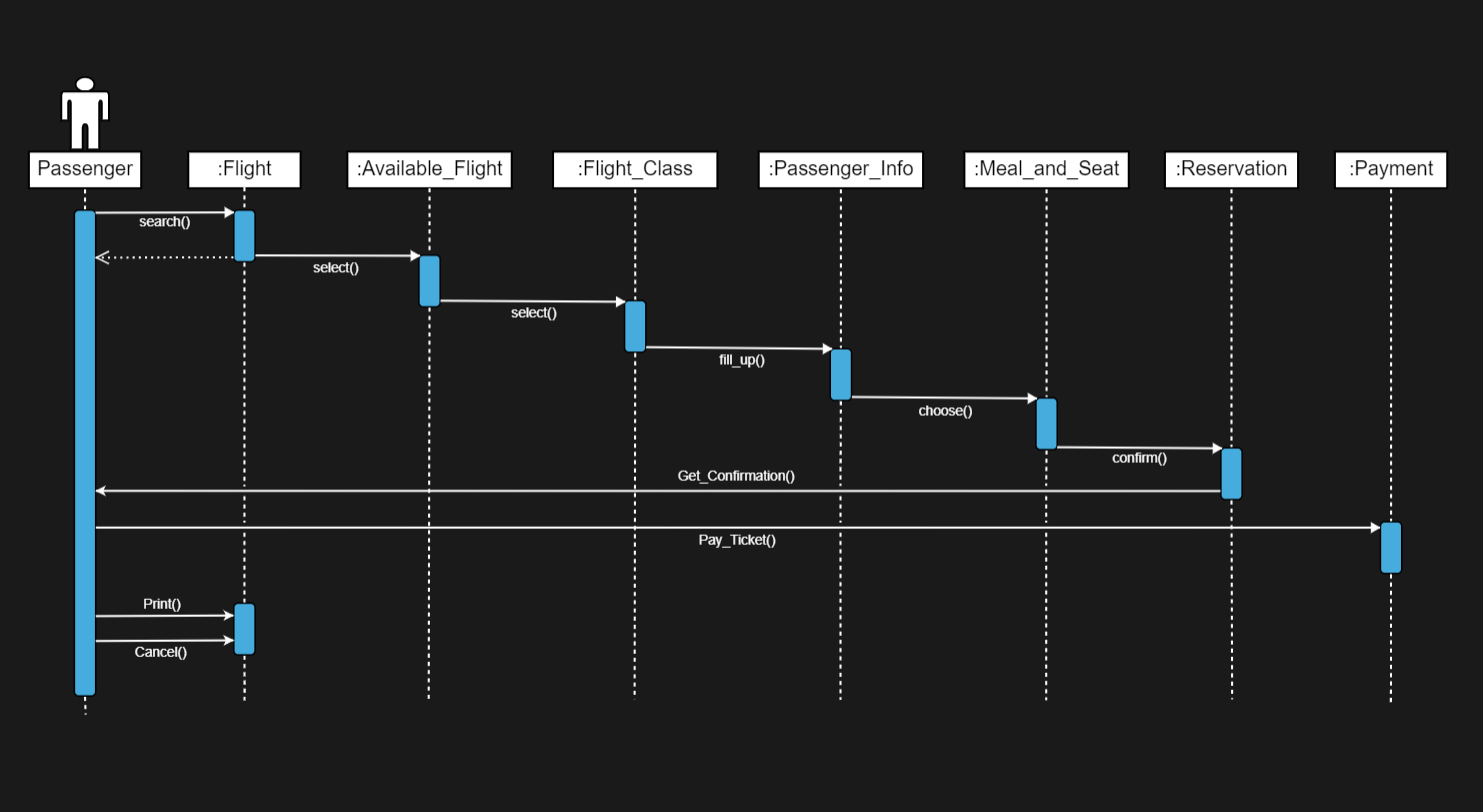 Passenger
:Flight
:Available_Flight
:Flight_Class
:Passenger_Info
:Meal_and_Seat
:Reservation
:Payment
search()
select()
select()
fill_up()
choose()
confirm()
Get_Confirmation()
Pay_Ticket()
Print()
Cancel()